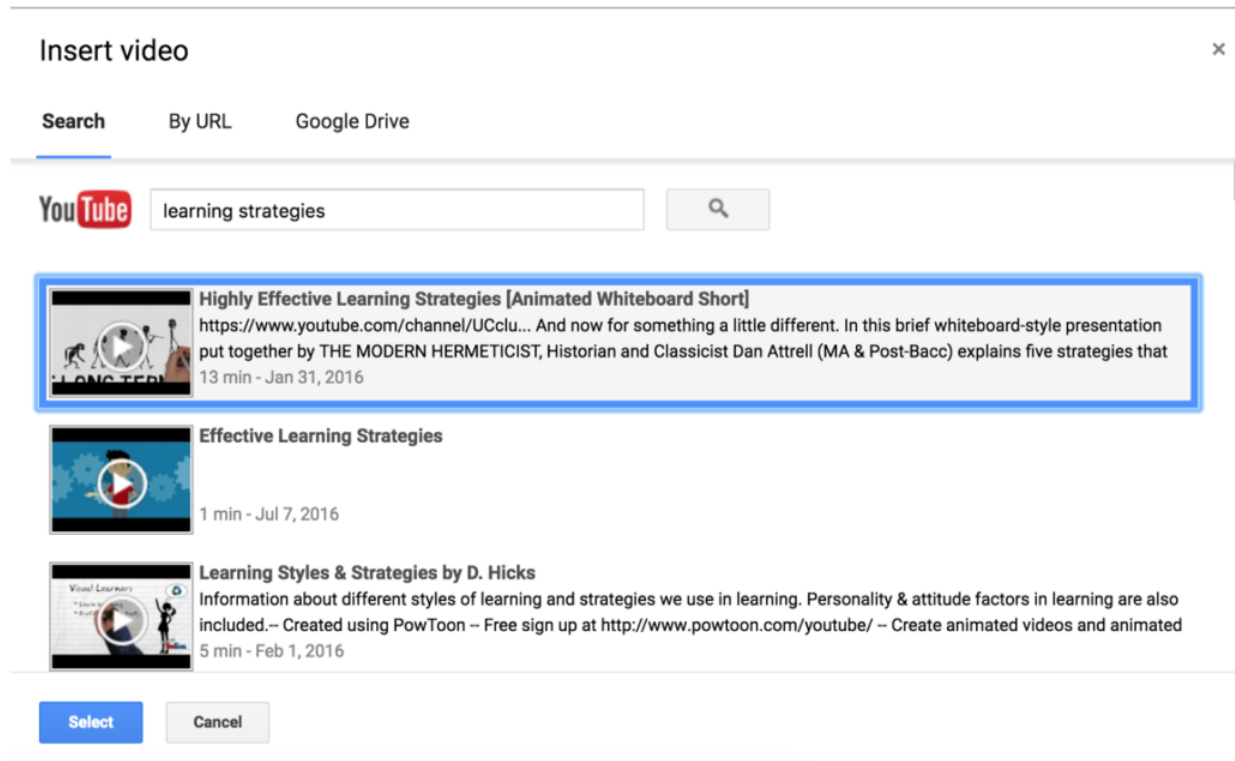 Insert video
×
Search By URL Google Drive
YouTube learning strategies
Highly Effective Learning Strategies [Animated Whiteboard Short]
https://www.youtube.com/channel/UCclu... And now for something a little different. In this brief whiteboard-style presentation
put together by THE MODERN HERMETICIST, Historian and Classicist Dan Attrell (MA & Post-Bacc) explains five strategies that
13 min - Jan 31, 2016
LONG TERM
Effective Learning Strategies
1 min - Jul 7, 2016
Learning Styles & Strategies by D. Hicks
Visual Learners
Information about different styles of learning and strategies we use in learning. Personality & attitude factors in learning are also
included.-- Created using PowToon -- Free sign up at http://www.powtoon.com/youtube/ -- Create animated videos and animated
5 min - Feb 1, 2016
Select Cancel